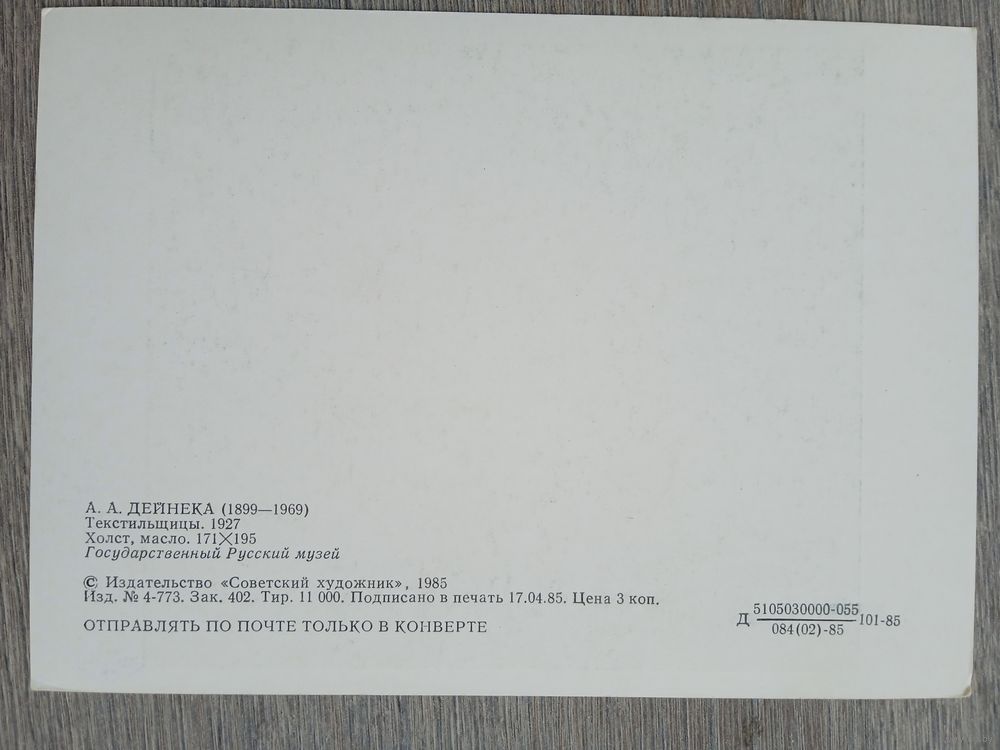 А. А. ДЕЙНЕКА (1899—1969)
Текстильщицы. 1927
Холст, масло. 171×195
Государственный Русский музей
© Издательство «Советский художник», 1985
Изд. № 4-773. Зак. 402. Тир. 11 000. Подписано в печать 17.04.85. Цена 3 коп.
ОТПРАВЛЯТЬ ПО ПОЧТЕ ТОЛЬКО В КОНВЕРТЕ
Д 5105030000-055 101-85
084(02)-85